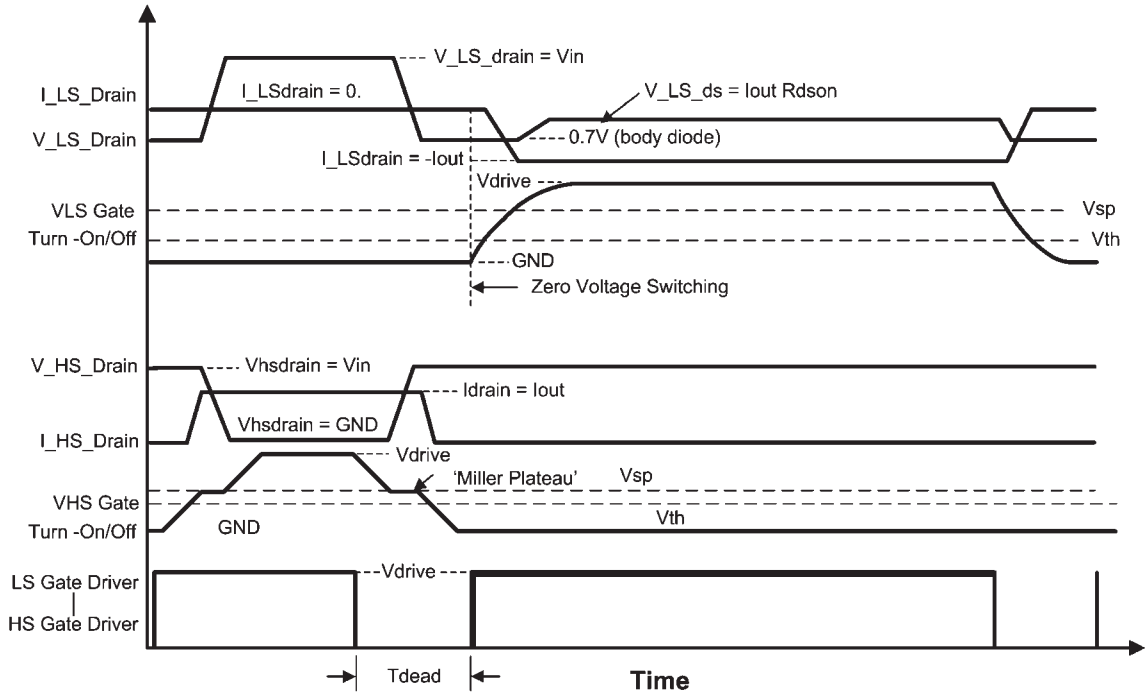 V_LS_drain = Vin
I_LS_Drain
I_LSdrain = 0.
V_LS_ds = Iout Rdson
V_LS_Drain
0.7V (body diode)
I_LSdrain = -Iout
Vdrive
VLS Gate
Vsp
Turn -On/Off
Vth
GND
Zero Voltage Switching
V_HS_Drain
Vhsdrain = Vin
Idrain = Iout
Vhsdrain = GND
I_HS_Drain
Vdrive
'Miller Plateau'
Vsp
VHS Gate
Vth
Turn -On/Off
GND
Vdrive
LS Gate Driver
HS Gate Driver
Tdead
Time